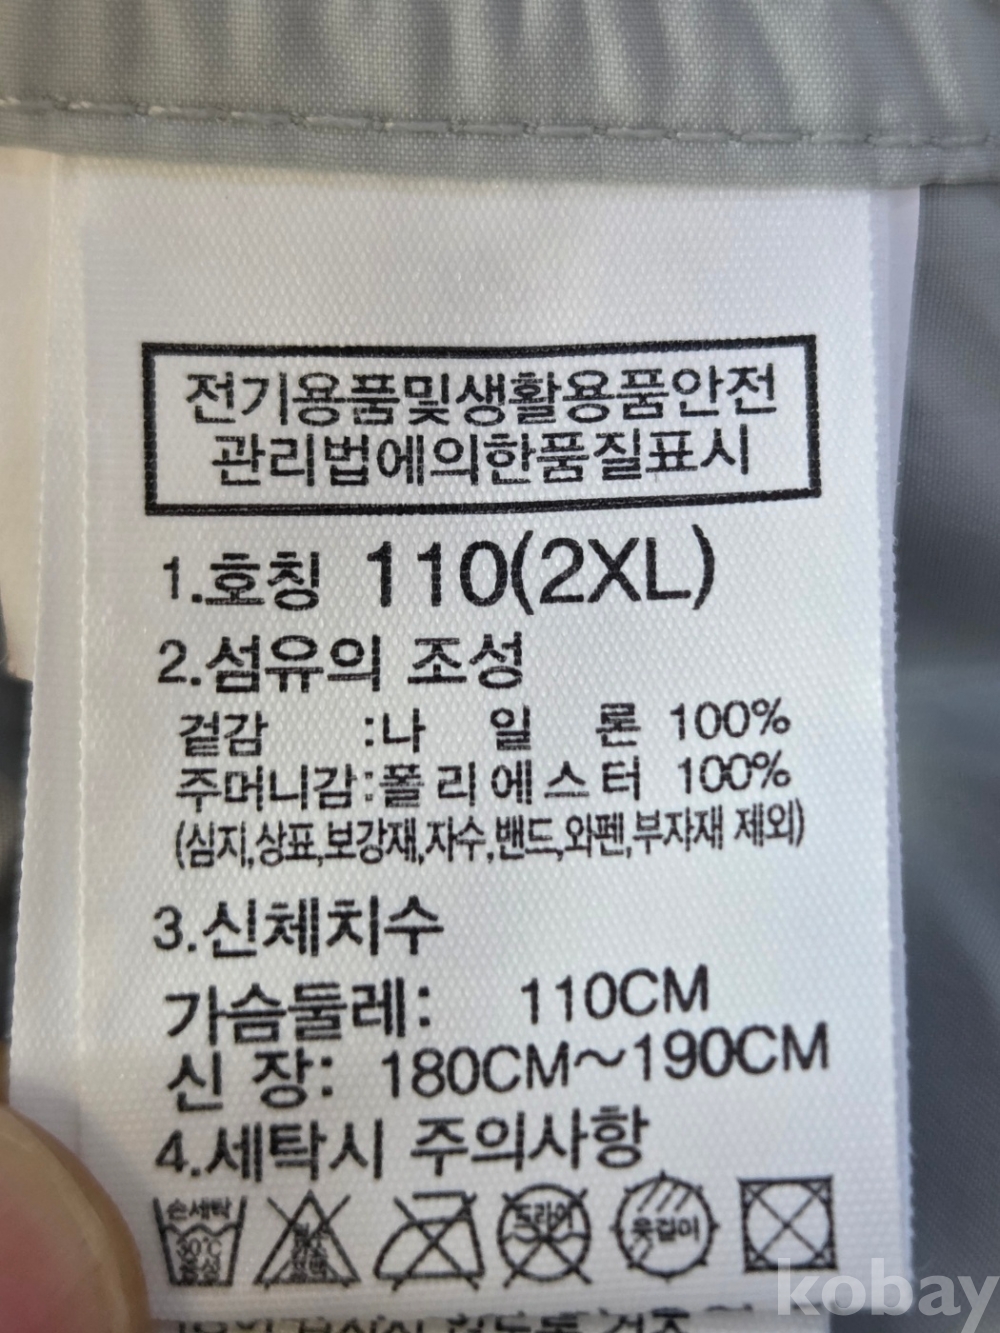 전기용품및생활용품안전
관리법에의한품질표시
1.호칭 110(2XL)
2.섬유의 조성
겉감 :나 일 론 100%
주머니감:폴 리 에 스 터 100%
(심지,상표,보강재,자수,밴드,와펜,부자재 제외)
3.신체치수
가슴둘레: 110CM
신 장: 180CM~190CM
4.세탁시 주의사항
손세탁
30℃
중성
드라이
옷걸이
kobay